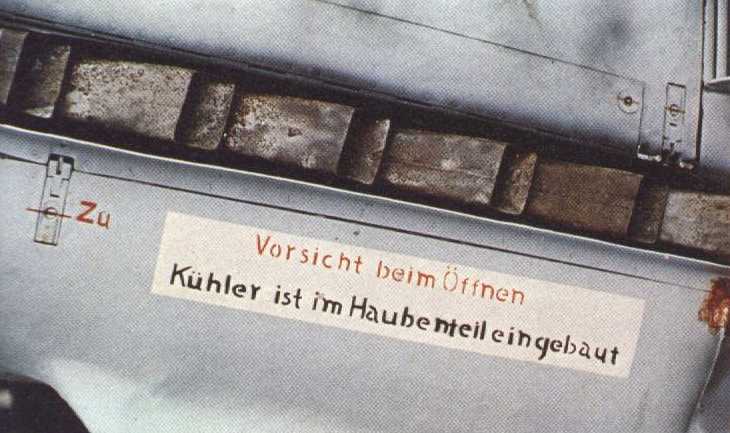 Zu
Vorsicht beim Öffnen
Kühler ist im Haubenteil eingebaut